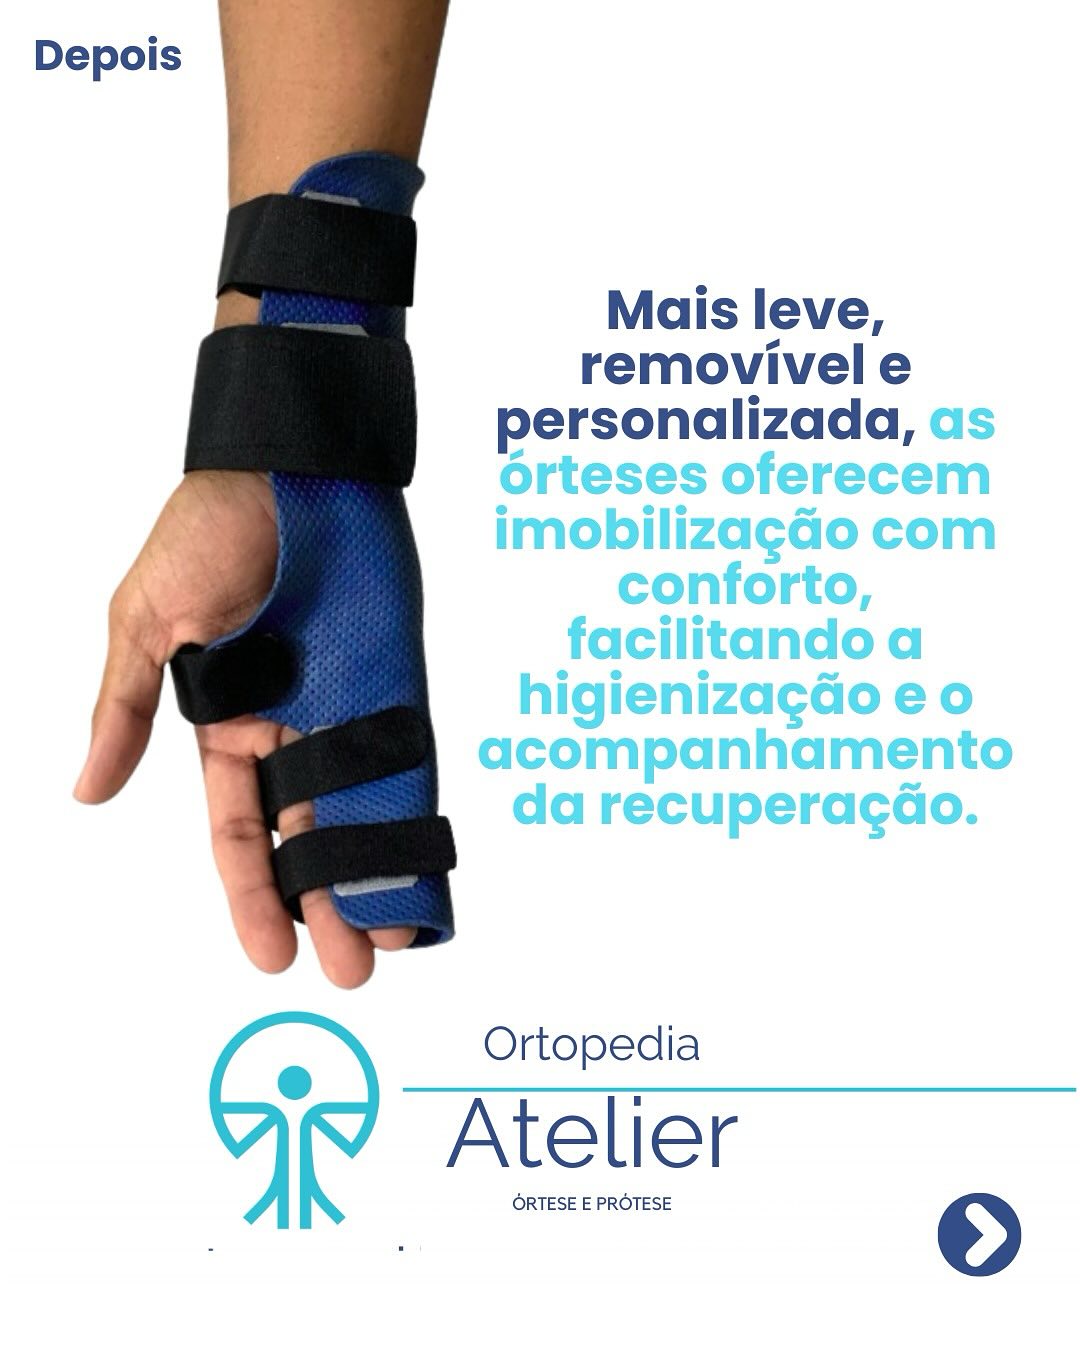 Depois
Mais leve,
removível e
personalizada, as
órteses oferecem
imobilização com
conforto,
facilitando a
higienização e o
acompanhamento
da recuperação.
Ortopedia
Atelier
ÓRTESE E PRÓTESE